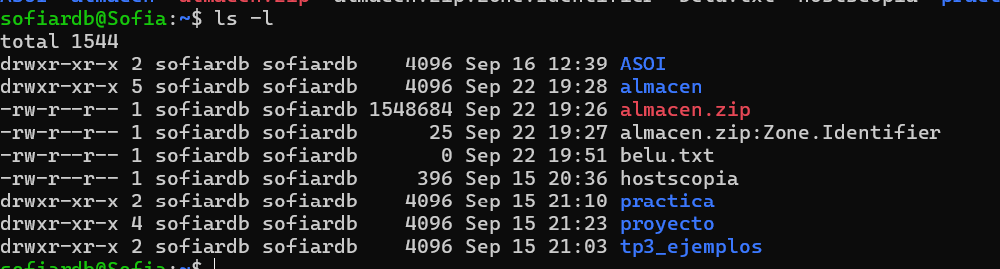 sofiardb@Sofia:~$ ls -l
total 1544
drwxr-xr-x 2 sofiardb sofiardb    4096 Sep 16 12:39 ASOI
drwxr-xr-x 5 sofiardb sofiardb    4096 Sep 22 19:28 almacen
-rw-r--r-- 1 sofiardb sofiardb 1548684 Sep 22 19:26 almacen.zip
-rw-r--r-- 1 sofiardb sofiardb      25 Sep 22 19:27 almacen.zip:Zone.Identifier
-rw-r--r-- 1 sofiardb sofiardb       0 Sep 22 19:51 belu.txt
-rw-r--r-- 1 sofiardb sofiardb     396 Sep 15 20:36 hostscopia
drwxr-xr-x 2 sofiardb sofiardb    4096 Sep 15 21:10 practica
drwxr-xr-x 4 sofiardb sofiardb    4096 Sep 15 21:23 proyecto
drwxr-xr-x 2 sofiardb sofiardb    4096 Sep 15 21:03 tp3_ejemplos
sofiardb@Sofia:~$